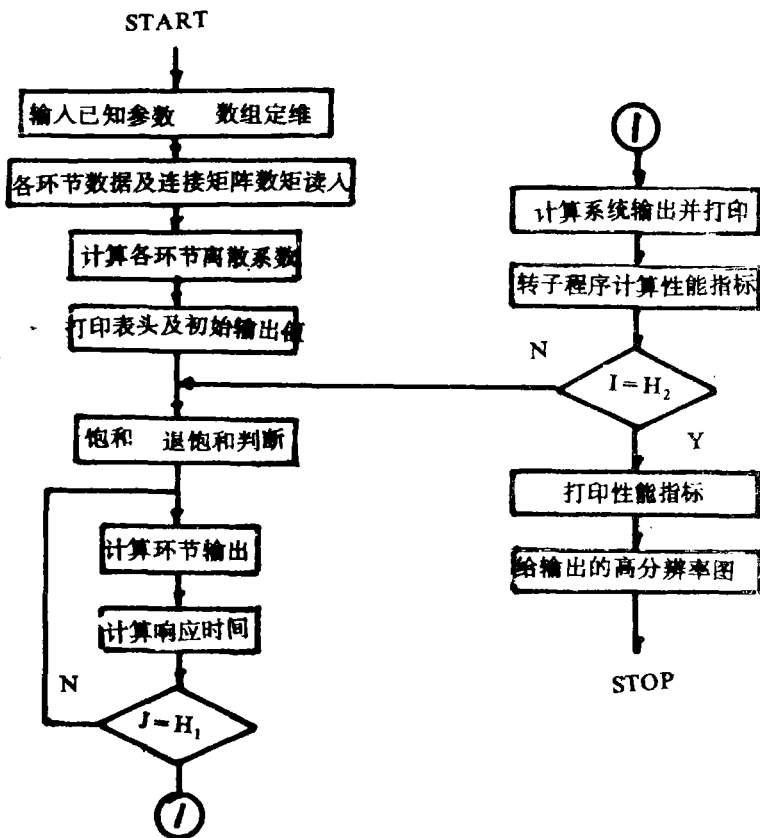 START
输入已知参数 数组定维
各环节数据及连接矩阵数矩读入
计算各环节离散系数
打印表头及初始输出值
饱和 退饱和判断
计算环节输出
计算响应时间
N
J=H₁
1
1
计算系统输出并打印
转子程序计算性能指标
N
I=H₂
Y
打印性能指标
给输出的高分辨率图
STOP